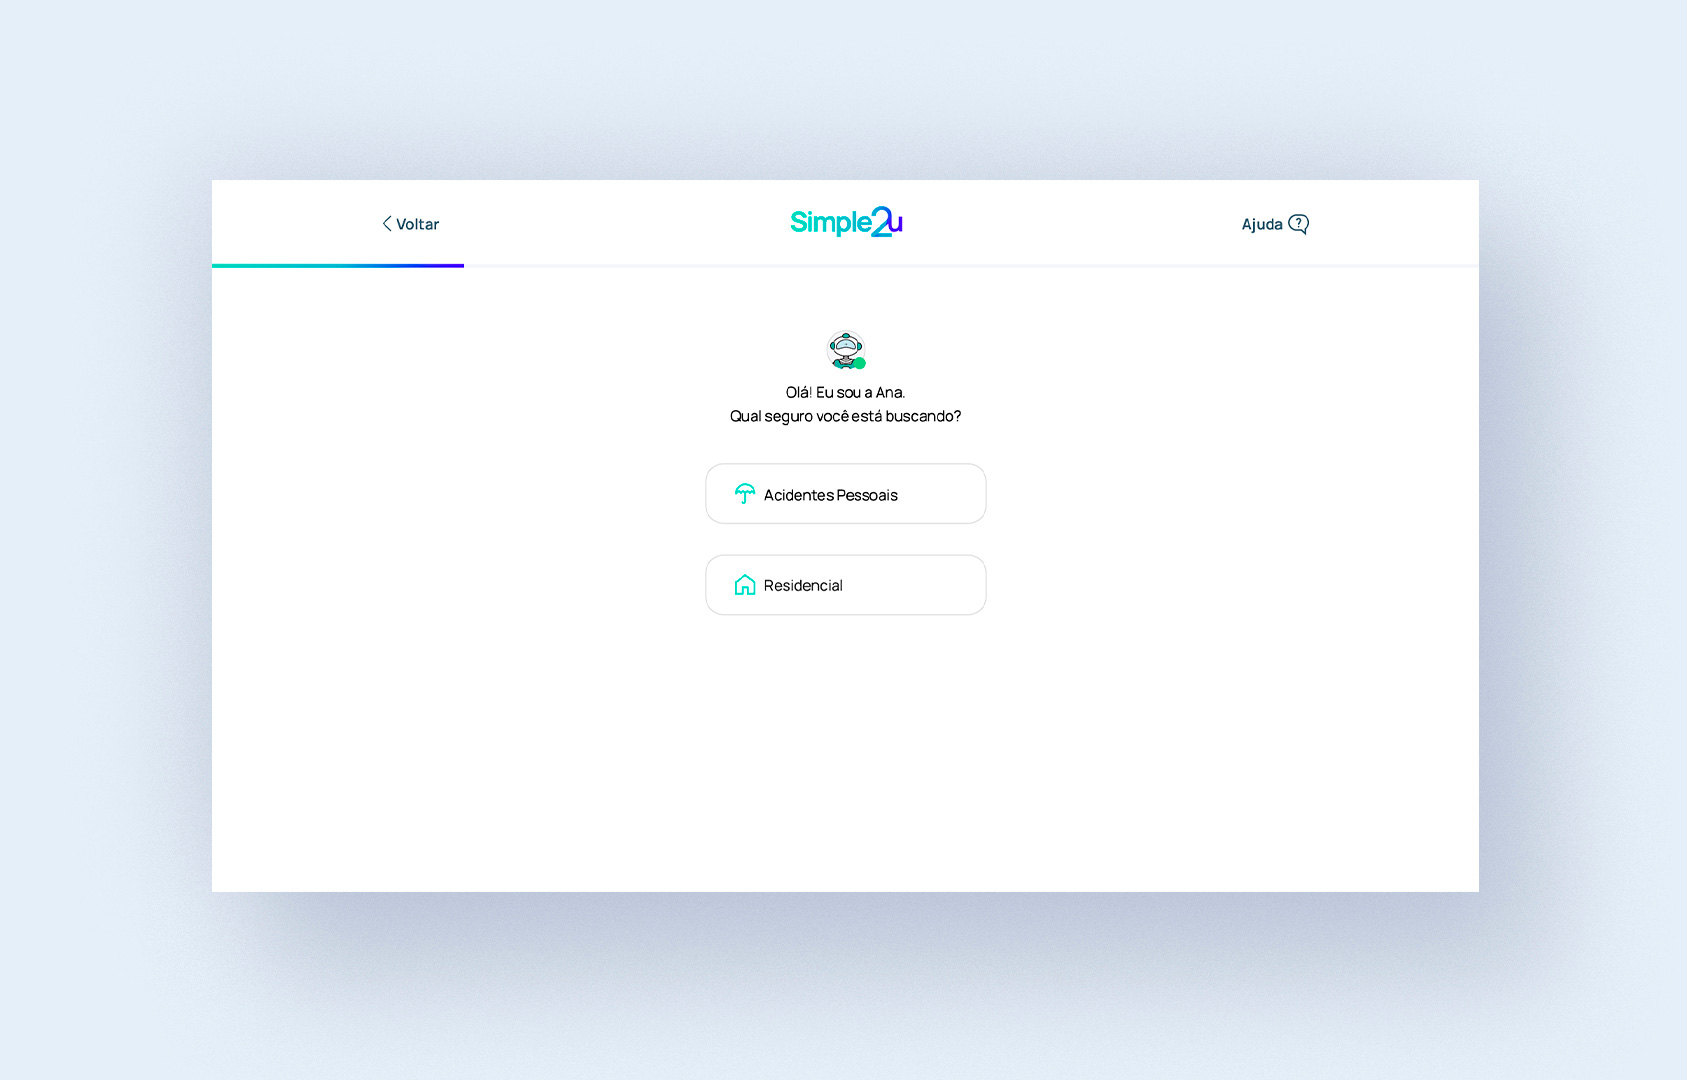 Voltar
Simple2u
Ajuda ?
Olá! Eu sou a Ana.
Qual seguro você está buscando?
Acidentes Pessoais
Residencial